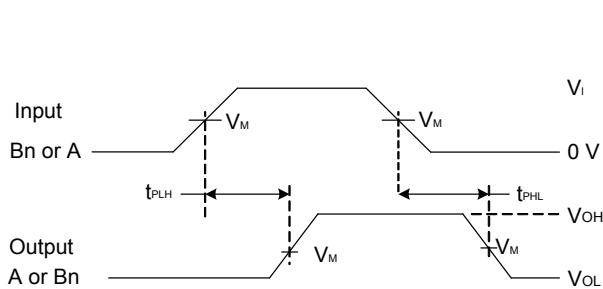 VI
Input
VM
VM
Bn or A
0 V
tPLH
tPHL
VOH
Output
VM
VM
A or Bn
VOL